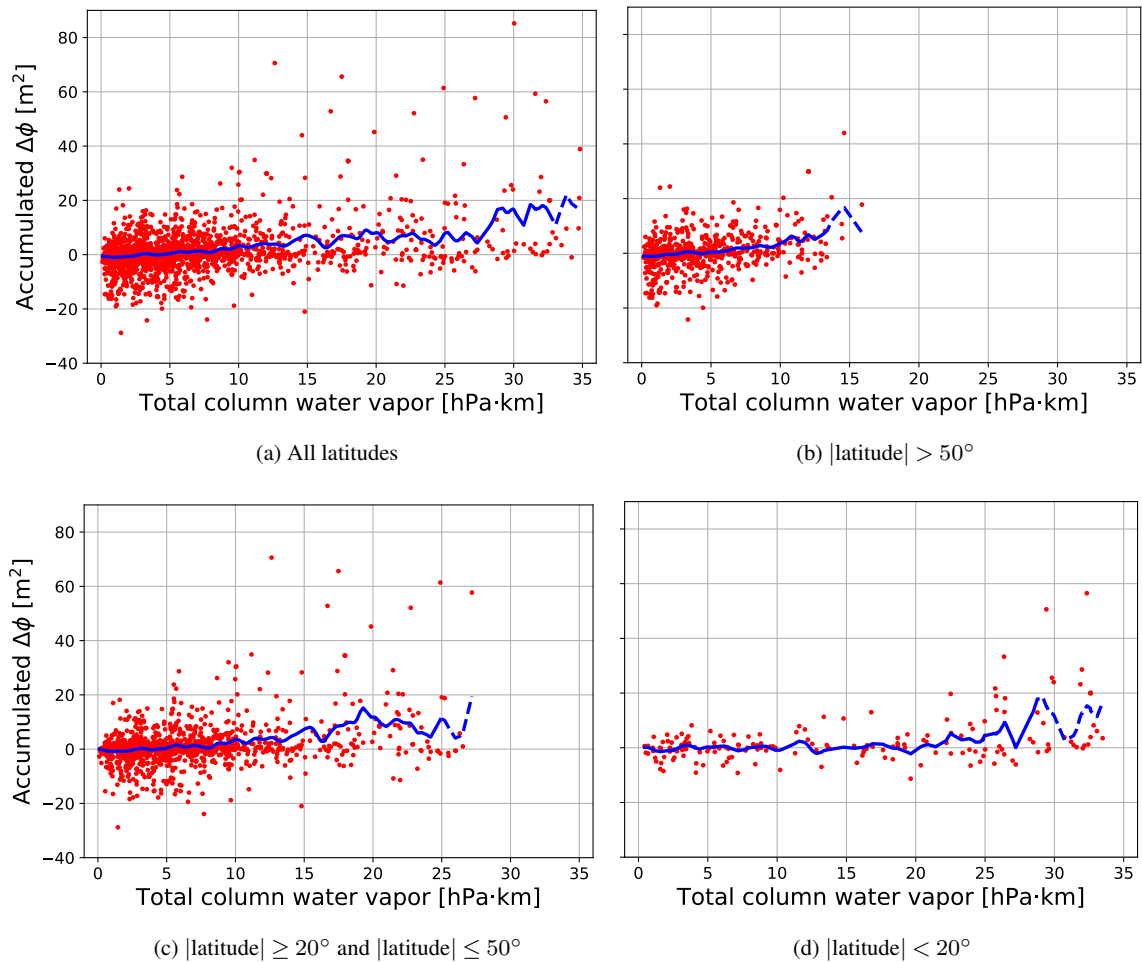 80
60
40
20
0
−20
−40
Accumulated Δϕ [m²]
0 5 10 15 20 25 30 35
Total column water vapor [hPa·km]
(a) All latitudes
0 5 10 15 20 25 30 35
Total column water vapor [hPa·km]
(b) |latitude| > 50°
80
60
40
20
0
−20
−40
Accumulated Δϕ [m²]
0 5 10 15 20 25 30 35
Total column water vapor [hPa·km]
(c) |latitude| ≥ 20° and |latitude| ≤ 50°
0 5 10 15 20 25 30 35
Total column water vapor [hPa·km]
(d) |latitude| < 20°